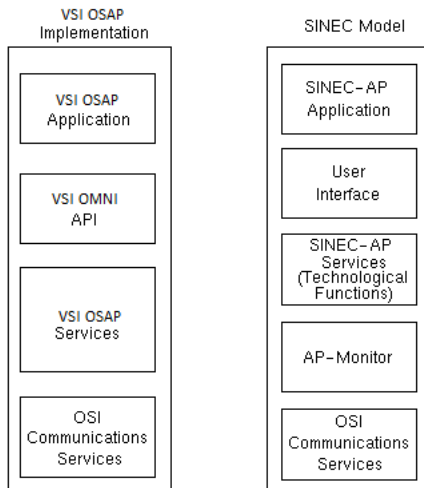 VSI OSAP
Implementation
VSI OSAP
Application
VSI OMNI
API
VSI OSAP
Services
OSI
Communications
Services
SINEC Model
SINEC-AP
Application
User
Interface
SINEC-AP
Services
(Technological
Functions)
AP-Monitor
OSI
Communications
Services